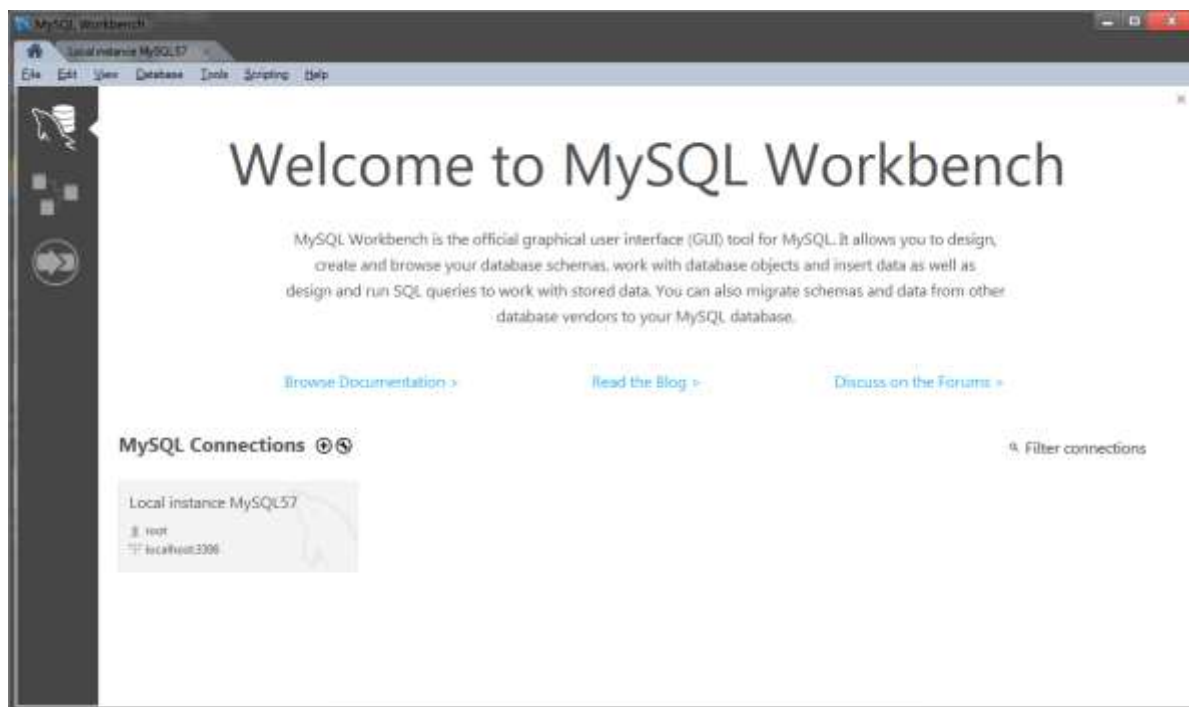 MySQL Workbench
Local instance MySQL57
File Edit View Database Tools Scripting Help
Welcome to MySQL Workbench
MySQL Workbench is the official graphical user interface (GUI) tool for MySQL. It allows you to design,
create and browse your database schemas, work with database objects and insert data as well as
design and run SQL queries to work with stored data. You can also migrate schemas and data from other
database vendors to your MySQL database.
Browse Documentation >
Read the Blog >
Discuss on the Forums >
MySQL Connections
Filter connections
Local instance MySQL57
root
localhost:3306